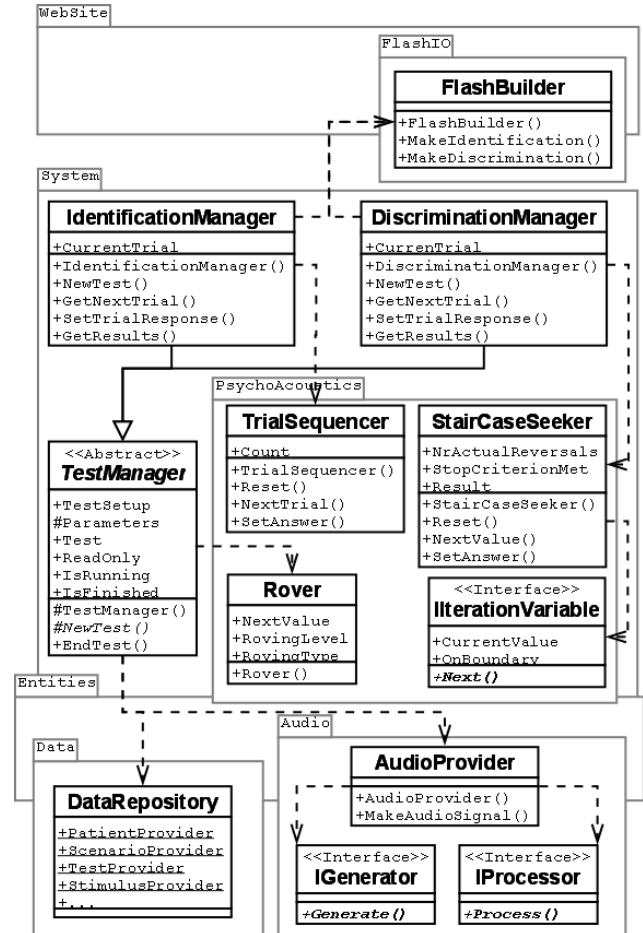 WebSite
FlashIO
FlashBuilder
+FlashBuilder()
+MakeIdentification()
+MakeDiscrimination()
System
IdentificationManager
+CurrentTrial
+IdentificationManager()
+NewTest()
+GetNextTrial()
+SetTrialResponse()
+GetResults()
DiscriminationManager
+CurrenTrial
+DiscriminationManager()
+NewTest()
+GetNextTrial()
+SetTrialResponse()
+GetResults()
PsychoAcoustics
TrialSequencer
+Count
+TrialSequencer()
+Reset()
+NextTrial()
+SetAnswer()
StairCaseSeeker
+NrActualReversals
+StopCriterionMet
+Result
+StairCaseSeeker()
+Reset()
+NextValue()
+SetAnswer()
<<Abstract>>
TestManager
+TestSetup
#Parameters
+Test
+ReadOnly
+IsRunning
+IsFinished
#TestManager()
#NewTest()
+EndTest()
Rover
+NextValue
+RovingLevel
+RovingType
+Rover()
<<Interface>>
IIterationVariable
+CurrentValue
+OnBoundary
+Next()
Entities
Data
DataRepository
+PatientProvider
+ScenarioProvider
+TestProvider
+StimulusProvider
+...
Audio
AudioProvider
+AudioProvider()
+MakeAudioSignal()
<<Interface>>
IGenerator
+Generate()
<<Interface>>
IProcessor
+Process()